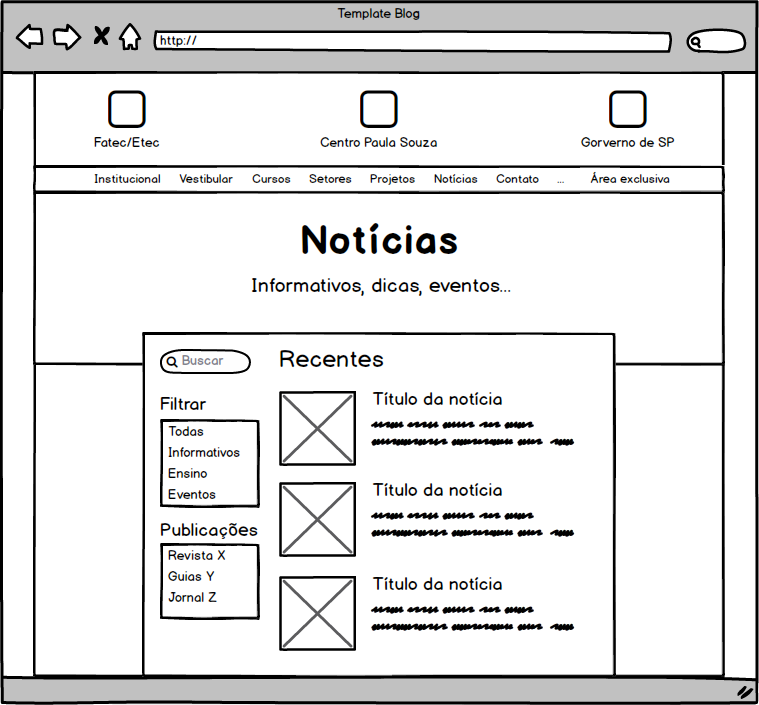 Template Blog
http://
Fatec/Etec
Centro Paula Souza
Gorverno de SP
Institucional Vestibular Cursos Setores Projetos Notícias Contato ... Área exclusiva
Notícias
Informativos, dicas, eventos...
Buscar
Filtrar
Todas
Informativos
Ensino
Eventos
Publicações
Revista X
Guias Y
Jornal Z
Recentes
Título da notícia
Título da notícia
Título da notícia